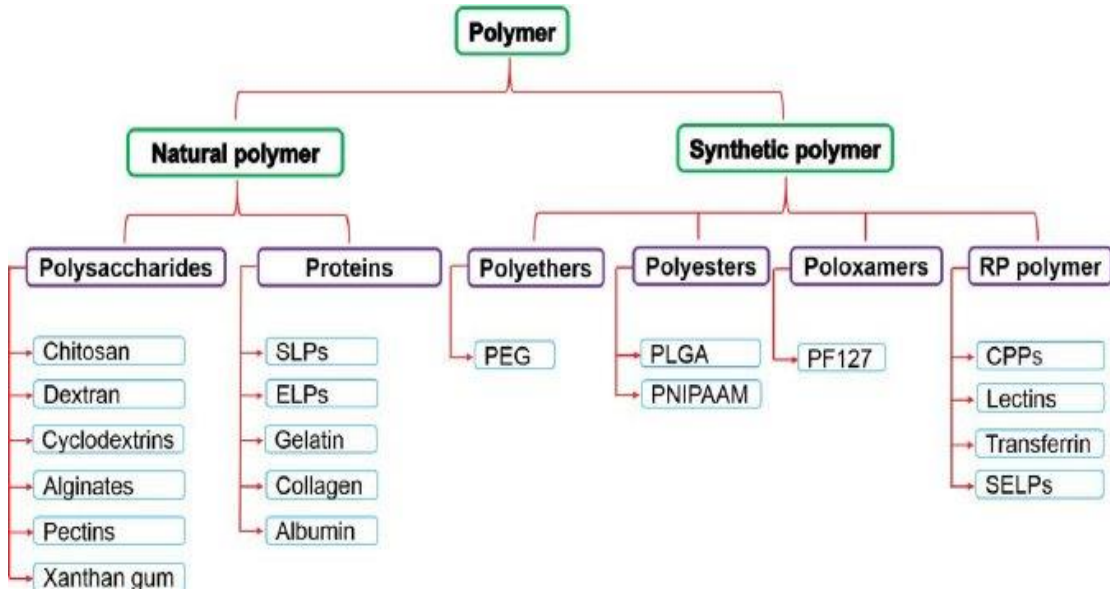 Polymer
Natural polymer
Synthetic polymer
Polysaccharides
Proteins
Polyethers
Polyesters
Poloxamers
RP polymer
Chitosan
Dextran
Cyclodextrins
Alginates
Pectins
Xanthan gum
SLPs
ELPs
Gelatin
Collagen
Albumin
PEG
PLGA
PNIPAAM
PF127
CPPs
Lectins
Transferrin
SELPs